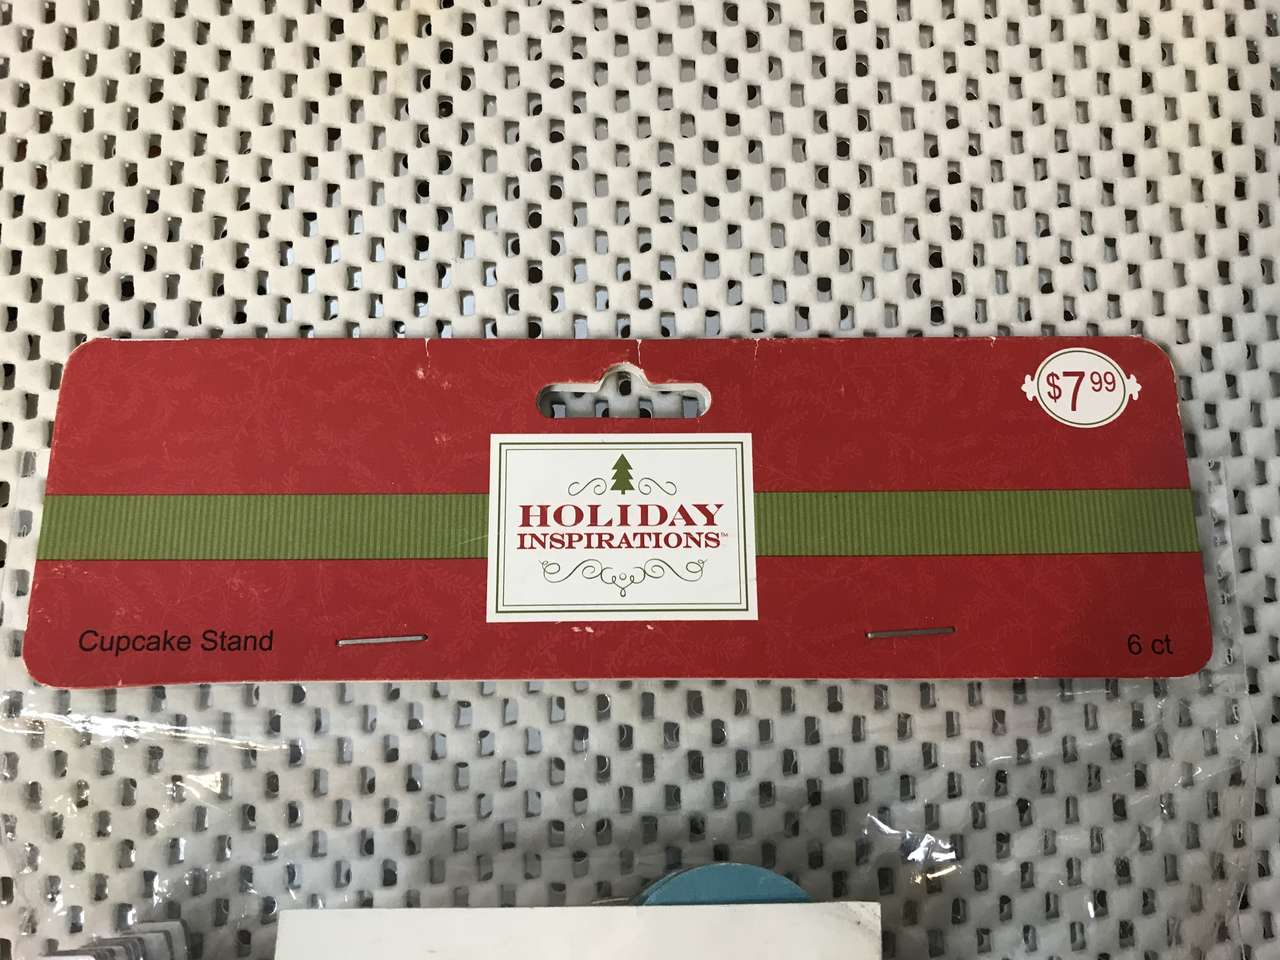 $7.99
HOLIDAY
INSPIRATIONS™
Cupcake Stand
6 ct